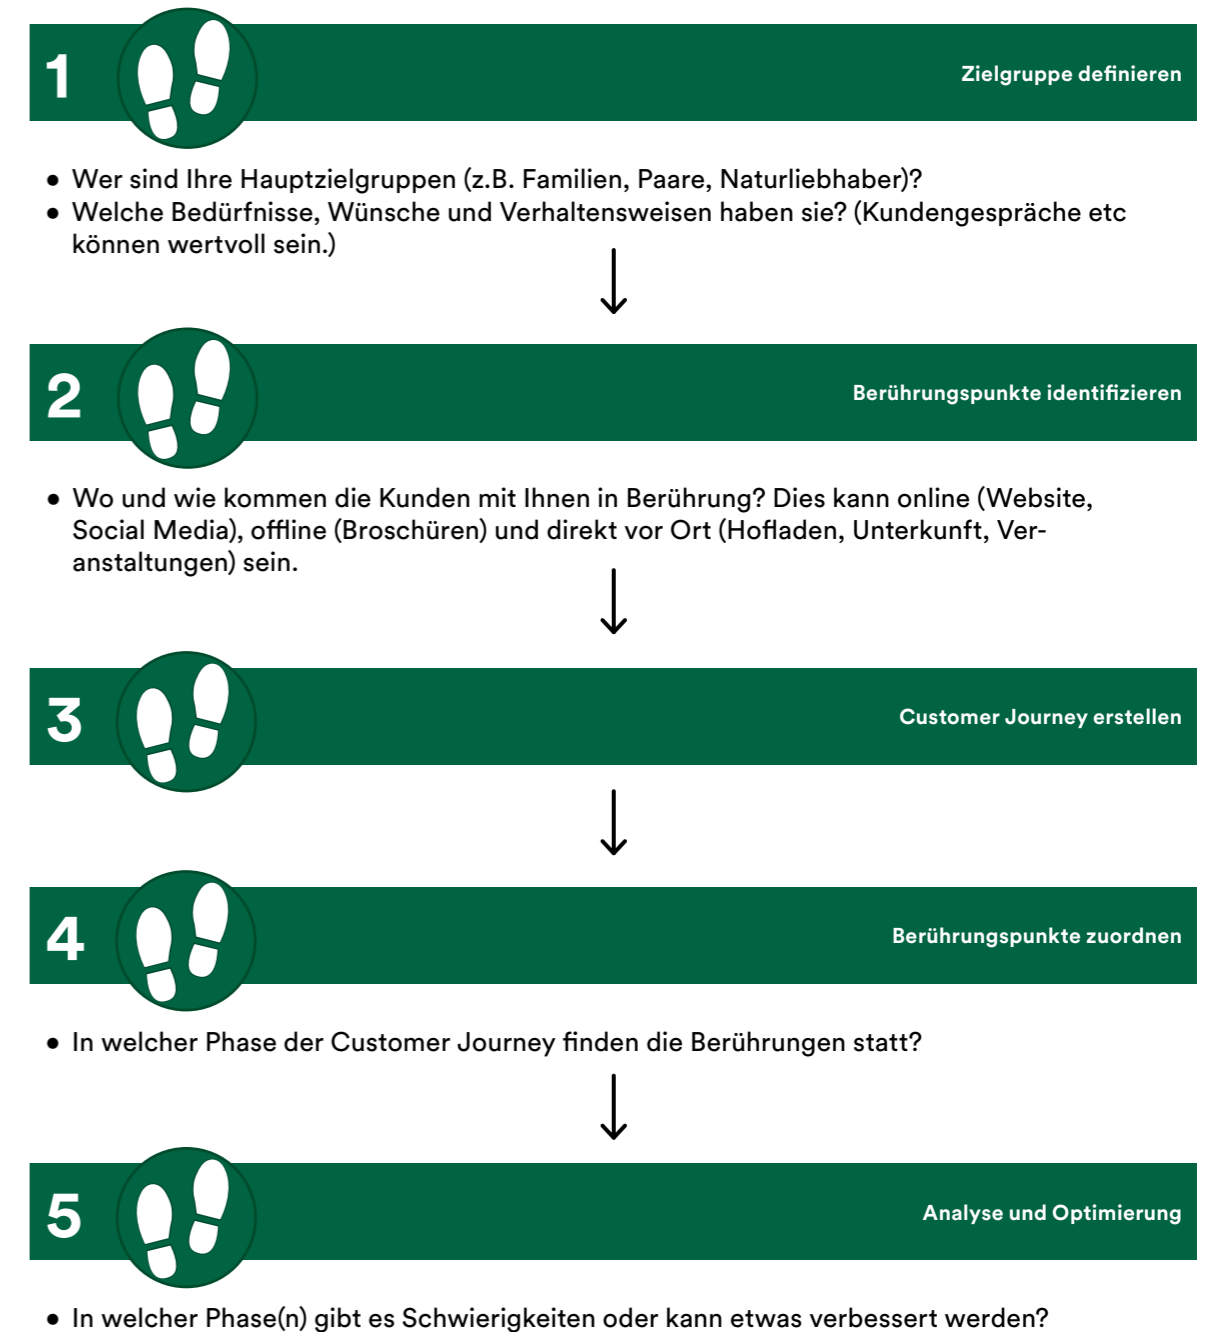 1 Zielgruppe definieren
• Wer sind Ihre Hauptzielgruppen (z.B. Familien, Paare, Naturliebhaber)?
• Welche Bedürfnisse, Wünsche und Verhaltensweisen haben sie? (Kundengespräche etc
können wertvoll sein.)
2 Berührungspunkte identifizieren
• Wo und wie kommen die Kunden mit Ihnen in Berührung? Dies kann online (Website,
Social Media), offline (Broschüren) und direkt vor Ort (Hofladen, Unterkunft, Ver-
anstaltungen) sein.
3 Customer Journey erstellen
4 Berührungspunkte zuordnen
• In welcher Phase der Customer Journey finden die Berührungen statt?
5 Analyse und Optimierung
• In welcher Phase(n) gibt es Schwierigkeiten oder kann etwas verbessert werden?